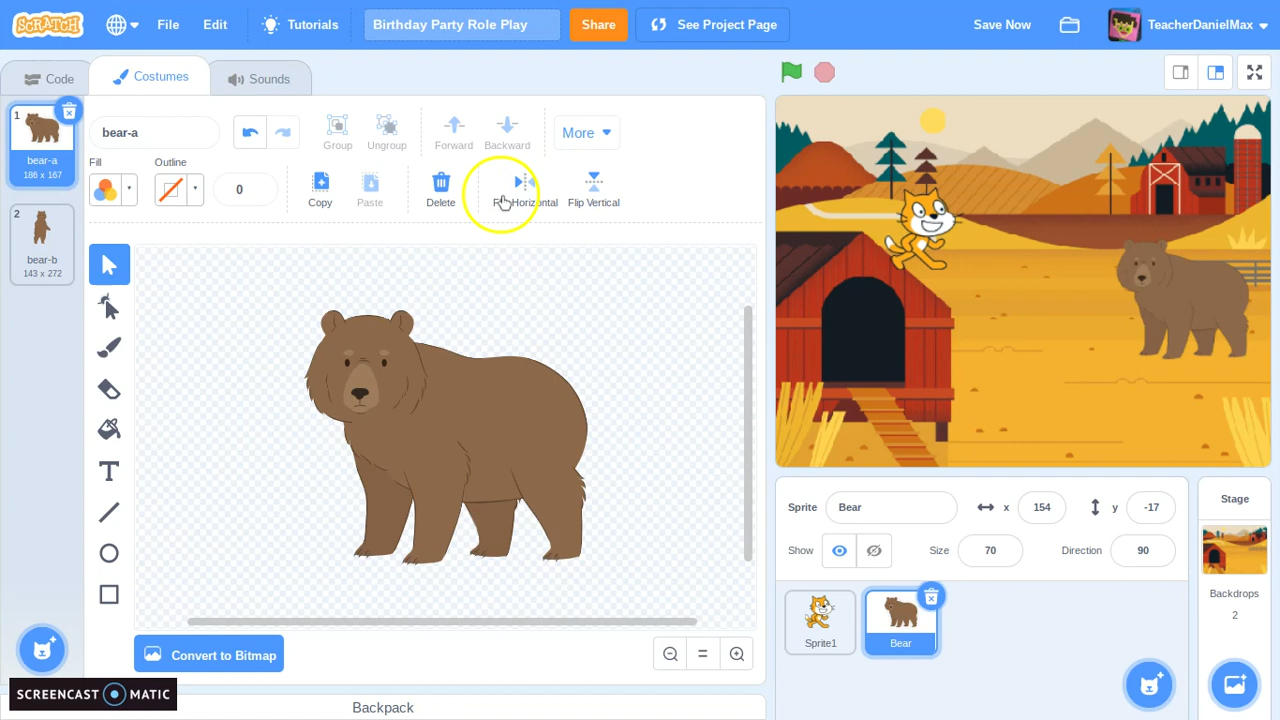 SCRATCH File Edit Tutorials Birthday Party Role Play Share See Project Page Save Now TeacherDanielMax
Code Costumes Sounds
1
bear-a
186 x 167
2
bear-b
143 x 272
bear-a Group Ungroup Forward Backward More
Fill Outline 0 Copy Paste Delete Flip Horizontal Flip Vertical
Convert to Bitmap
SCREENCAST MATIC
Backpack
Sprite Bear x 154 y -17
Show Size 70 Direction 90
Sprite1
Bear
Stage
Backdrops
2